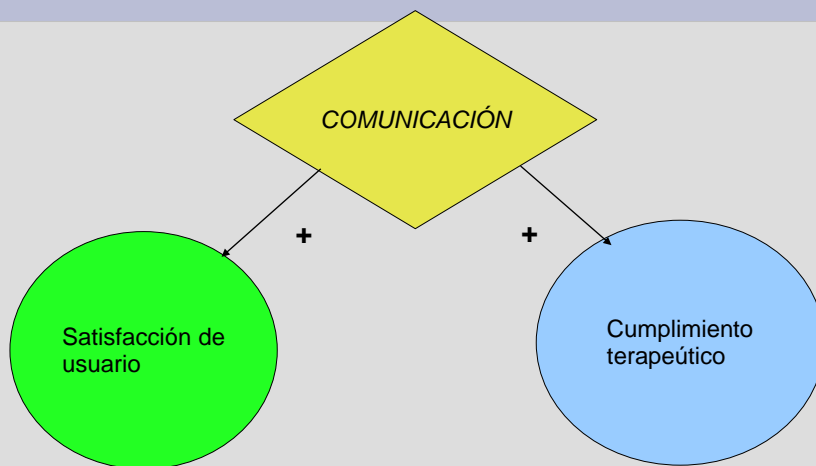 COMUNICACIÓN
+
+
Satisfacción de
usuario
Cumplimiento
terapeútico